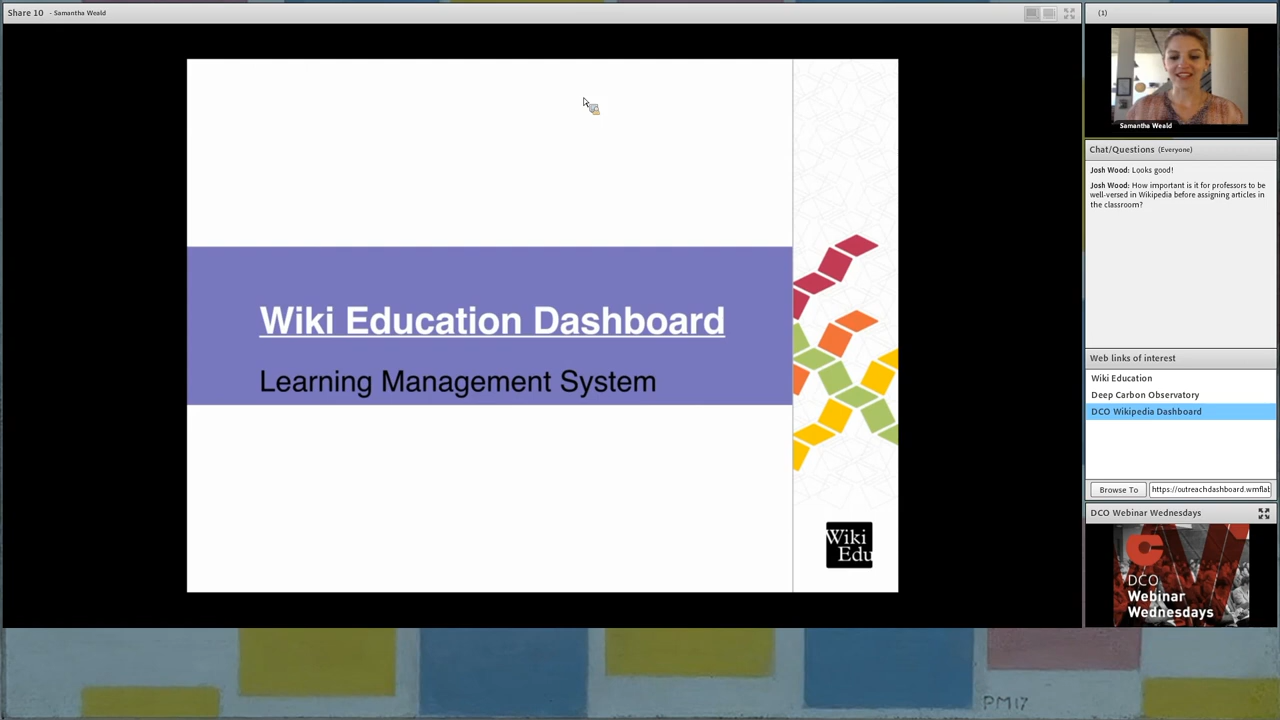 Share 10 - Samantha Weald
Wiki Education Dashboard
Learning Management System
Wiki
Edu
(1)
Samantha Weald
Chat/Questions (Everyone)
Josh Wood: Looks good!
Josh Wood: How important is it for professors to be
well-versed in Wikipedia before assigning articles in
the classroom?
Web links of interest
Wiki Education
Deep Carbon Observatory
DCO Wikipedia Dashboard
Browse To
https://outreachdashboard.wmflab
DCO Webinar Wednesdays
DCO
Webinar
Wednesdays
PM17